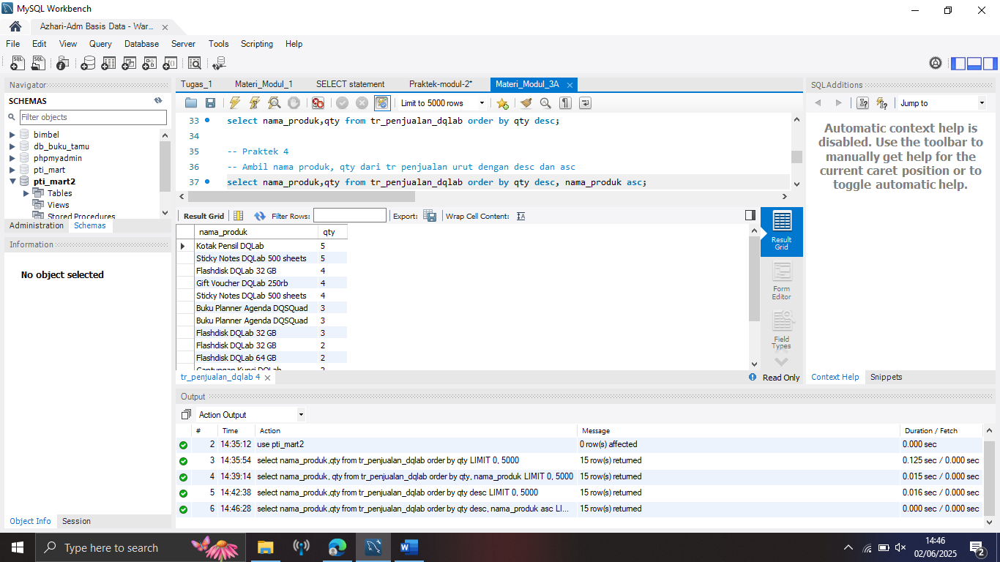 MySQL Workbench
Azhari-Adm Basis Data - War...
File Edit View Query Database Server Tools Scripting Help
Navigator
SCHEMAS
Filter objects
bimbel
db_buku_tamu
phpmyadmin
pti_mart
pti_mart2
Tables
Views
Stored Procedures
Administration Schemas
Information
No object selected
Object Info Session
Tugas_1 Materi_Modul_1 SELECT statement Praktek-modul-2* Materi_Modul_3A
Limit to 5000 rows
33 select nama_produk,qty from tr_penjualan_dqlab order by qty desc;
34
35 -- Praktek 4
36 -- Ambil nama produk, qty dari tr penjualan urut dengan desc dan asc
37 select nama_produk,qty from tr_penjualan_dqlab order by qty desc, nama_produk asc;
Result Grid Filter Rows: Export: Wrap Cell Content:
nama_produk qty
Kotak Pensil DQLab 5
Sticky Notes DQLab 500 sheets 5
Flashdisk DQLab 32 GB 4
Gift Voucher DQLab 250rb 4
Sticky Notes DQLab 500 sheets 4
Buku Planner Agenda DQSQuad 3
Buku Planner Agenda DQSQuad 3
Flashdisk DQLab 32 GB 3
Flashdisk DQLab 32 GB 2
Flashdisk DQLab 64 GB 2
Gantungan Kunci DQLab 2
Result
Grid
Form
Editor
Field
Types
tr_penjualan_dqlab 4
Read Only
SQLAdditions
Jump to
Automatic context help is
disabled. Use the toolbar to
manually get help for the
current caret position or to
toggle automatic help.
Context Help Snippets
Output
Action Output
# Time Action Message Duration / Fetch
2 14:35:12 use pti_mart2 0 row(s) affected 0.000 sec
3 14:35:54 select nama_produk,qty from tr_penjualan_dqlab order by qty LIMIT 0, 5000 15 row(s) returned 0.125 sec / 0.000 sec
4 14:39:14 select nama_produk, qty from tr_penjualan_dqlab order by qty, nama_produk LIMIT 0, 5000 15 row(s) returned 0.015 sec / 0.000 sec
5 14:42:38 select nama_produk,qty from tr_penjualan_dqlab order by qty desc LIMIT 0, 5000 15 row(s) returned 0.016 sec / 0.000 sec
6 14:46:28 select nama_produk,qty from tr_penjualan_dqlab order by qty desc, nama_produk asc LI... 15 row(s) returned 0.000 sec / 0.000 sec
Type here to search
14:46
02/06/2025
2